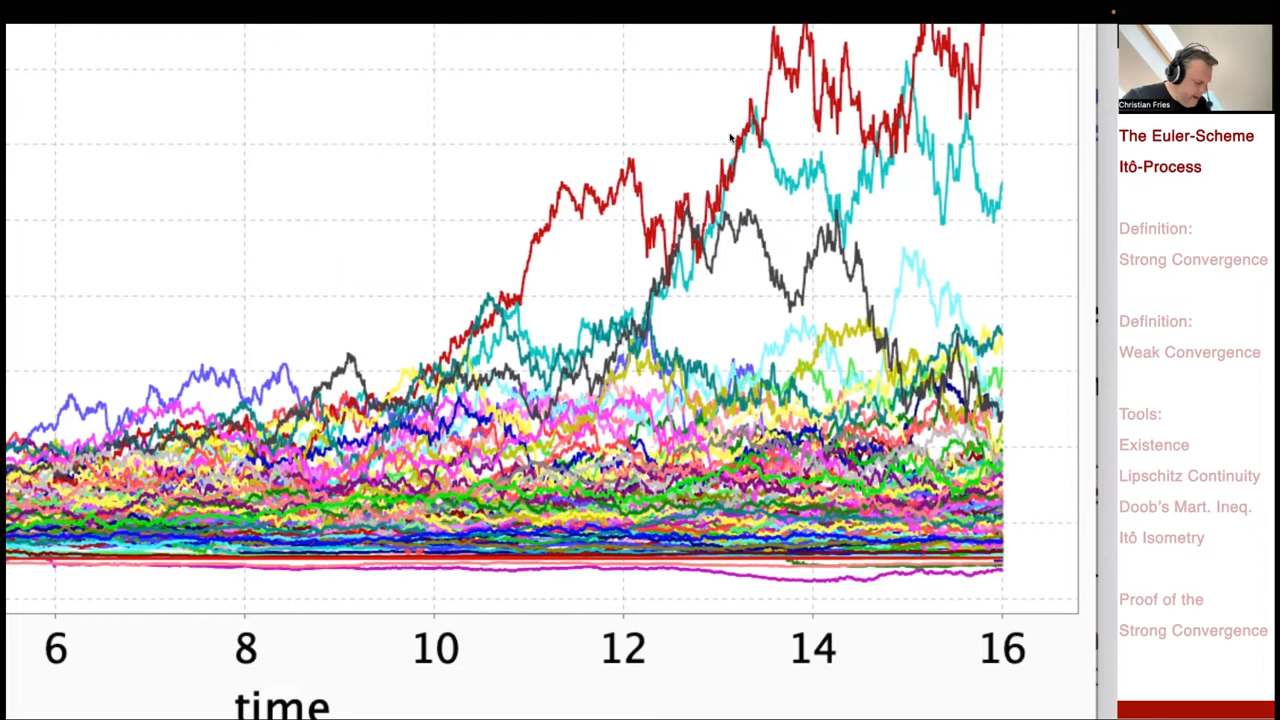 6 8 10 12 14 16
time
Christian Fries
The Euler-Scheme
Itô-Process
Definition:
Strong Convergence
Definition:
Weak Convergence
Tools:
Existence
Lipschitz Continuity
Doob's Mart. Ineq.
Itô Isometry
Proof of the
Strong Convergence